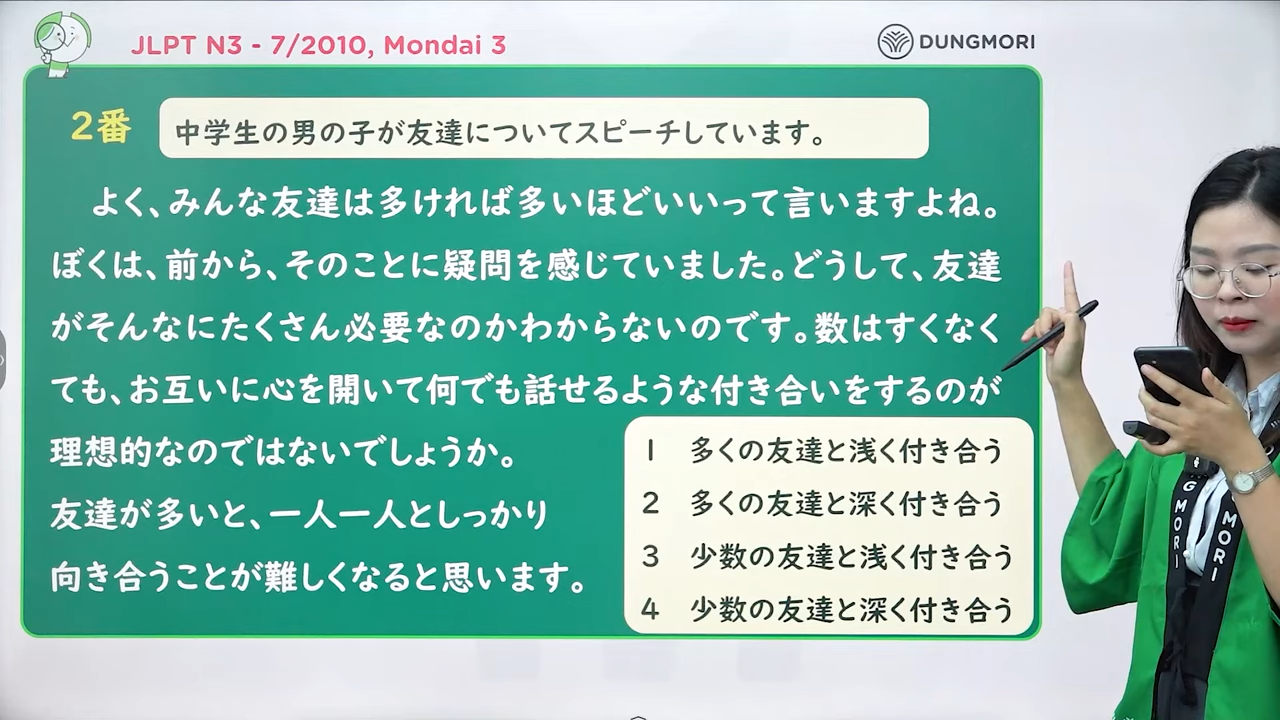 JLPT N3 - 7/2010, Mondai 3
DUNGMORI
2番
中学生の男の子が友達についてスピーチしています。
よく、みんな友達は多ければ多いほどいいって言いますよね。
ぼくは、前から、そのことに疑問を感じていました。どうして、友達
がそんなにたくさん必要なのかわからないのです。数はすくなく
ても、お互いに心を開いて何でも話せるような付き合いをするのが
理想的なのではないでしょうか。
友達が多いと、一人一人としっかり
向き合うことが難しくなると思います。
1 多くの友達と浅く付き合う
2 多くの友達と深く付き合う
3 少数の友達と浅く付き合う
4 少数の友達と深く付き合う
G MORI
MORI